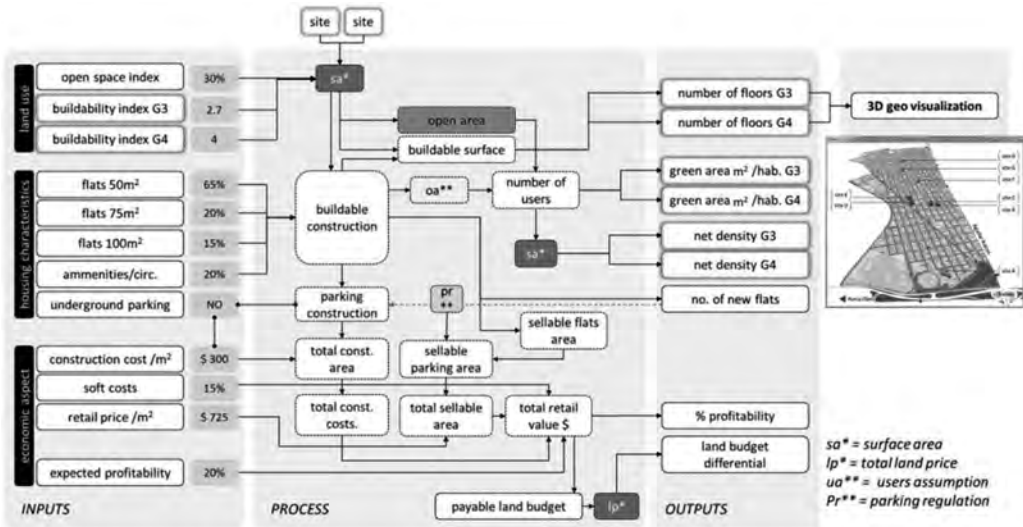 site site
land use
open space index 30%
buildability index G3 2.7
buildability index G4 4
sa*
open area
buildable surface
number of floors G3
number of floors G4
3D geo visualization
housing characteristics
flats 50m² 65%
flats 75m² 20%
flats 100m² 15%
ammenities/circ. 20%
underground parking NO
buildable
construction
oa**
number of
users
sa*
green area m² /hab. G3
green area m² /hab. G4
net density G3
net density G4
no. of new flats
parking
construction
pr
**
sellable flats
area
economic aspect
construction cost /m² $ 300
soft costs 15%
retail price /m² $ 725
expected profitability 20%
total const.
area
sellable
parking area
total const.
costs.
total sellable
area
total retail
value $
% profitability
land budget
differential
payable land budget
lp*
INPUTS
PROCESS
OUTPUTS
sa* = surface area
lp* = total land price
ua** = users assumption
Pr** = parking regulation